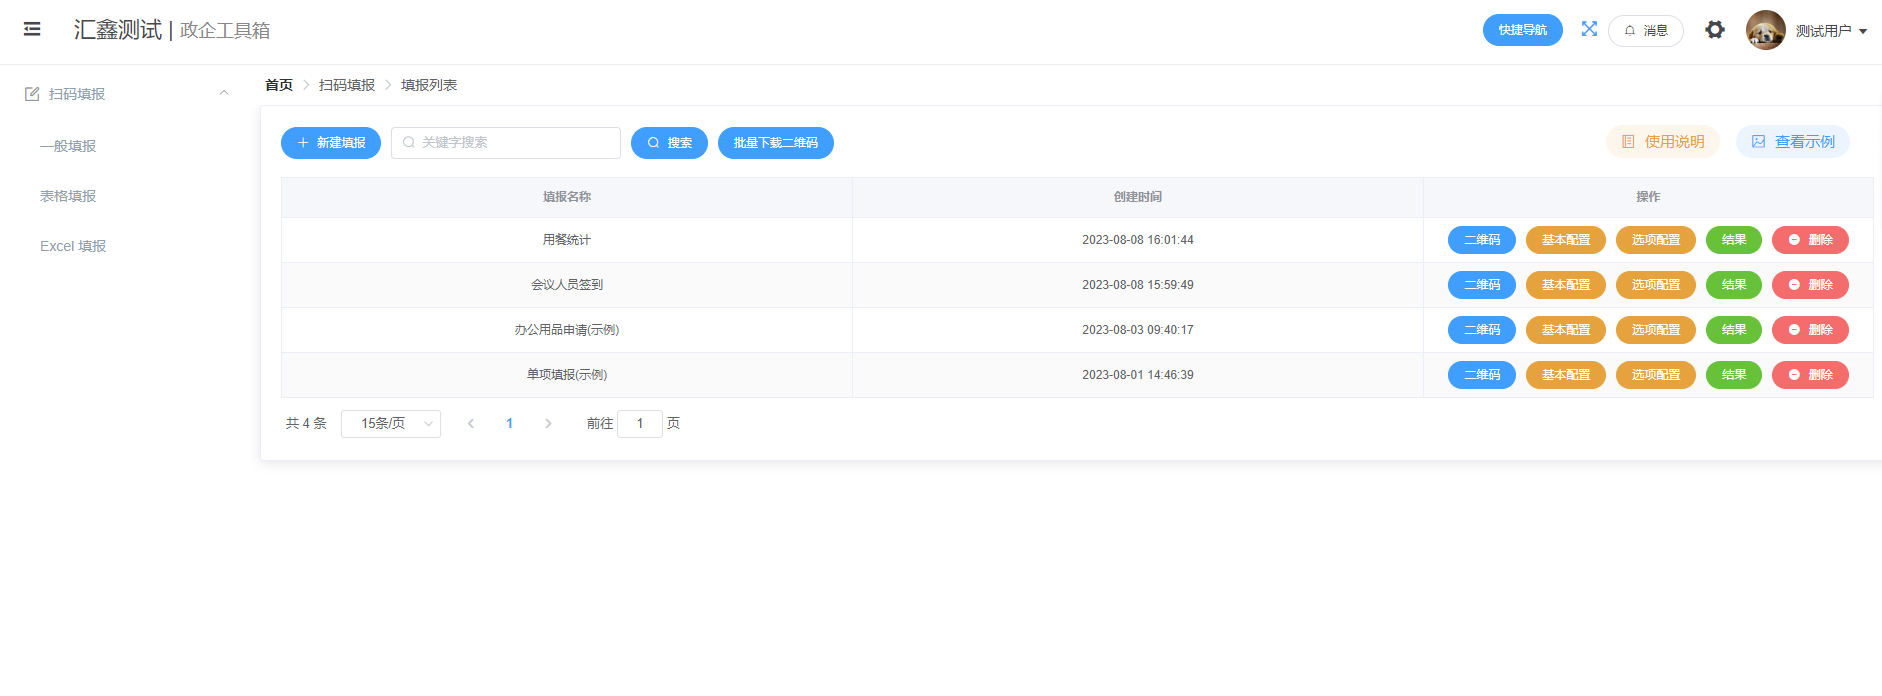 汇鑫测试 | 政企工具箱
快捷导航
消息
测试用户
扫码填报
一般填报
表格填报
Excel 填报
首页 > 扫码填报 > 填报列表
新建填报 关键字搜索 搜索 批量下载二维码 使用说明 查看示例
填报名称 创建时间 操作
用餐统计 2023-08-08 16:01:44 二维码 基本配置 选项配置 结果 删除
会议人员签到 2023-08-08 15:59:49 二维码 基本配置 选项配置 结果 删除
办公用品申请(示例) 2023-08-03 09:40:17 二维码 基本配置 选项配置 结果 删除
单项填报(示例) 2023-08-01 14:46:39 二维码 基本配置 选项配置 结果 删除
共 4 条 15条/页 < 1 > 前往 1 页